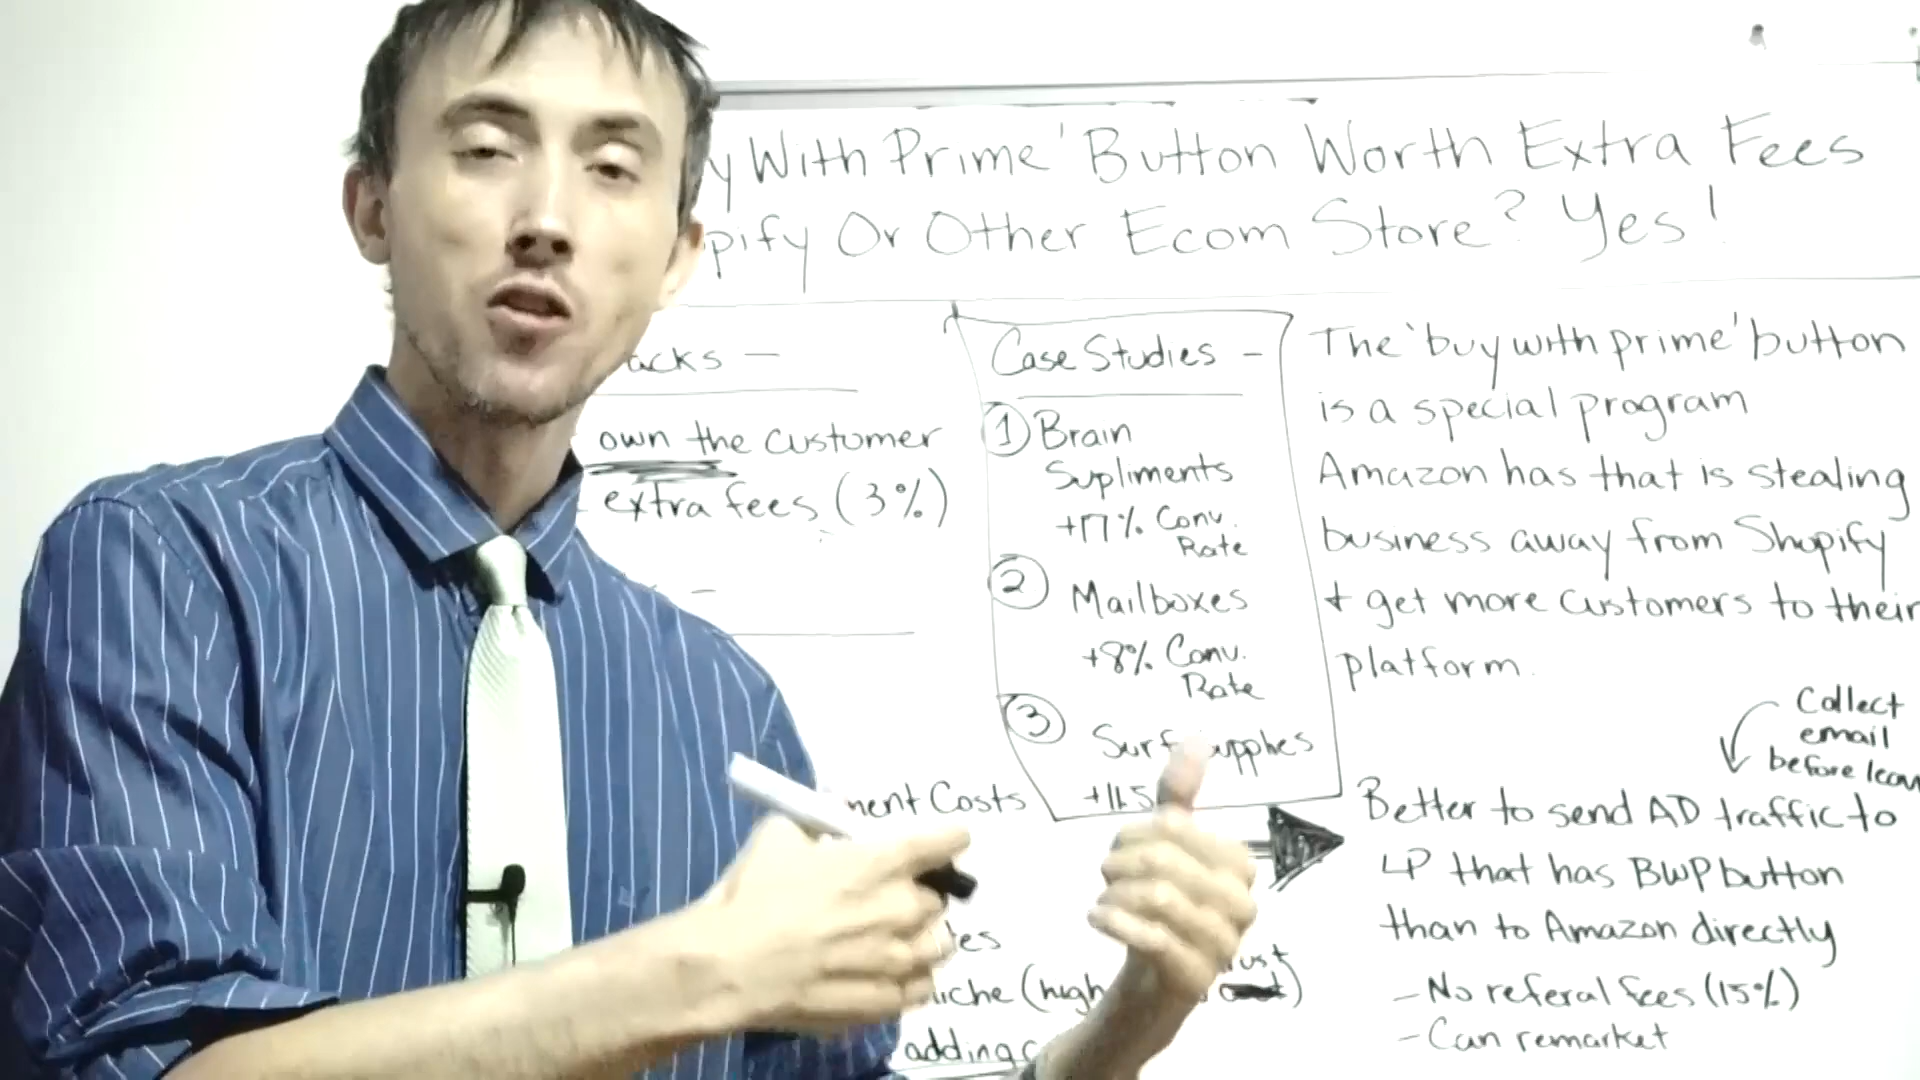 y With Prime' Button Worth Extra Fees
pify Or Other Ecom Store? Yes!
acks –
own the customer
extra fees (3%)
–
ment Costs
tes
niche (high
ust
adding
Case Studies –
1 Brain
Supliments
+17% Conv.
Rate
2 Mailboxes
+8% Conv.
Rate
3 Surf supplies
+11.5
The 'buy with prime' button
is a special program
Amazon has that is stealing
business away from Shopify
+ get more customers to their
platform.
Collect
email
before leav
Better to send AD traffic to
LP that has BWP button
than to Amazon directly
– No referal fees (15%)
– Can remarket